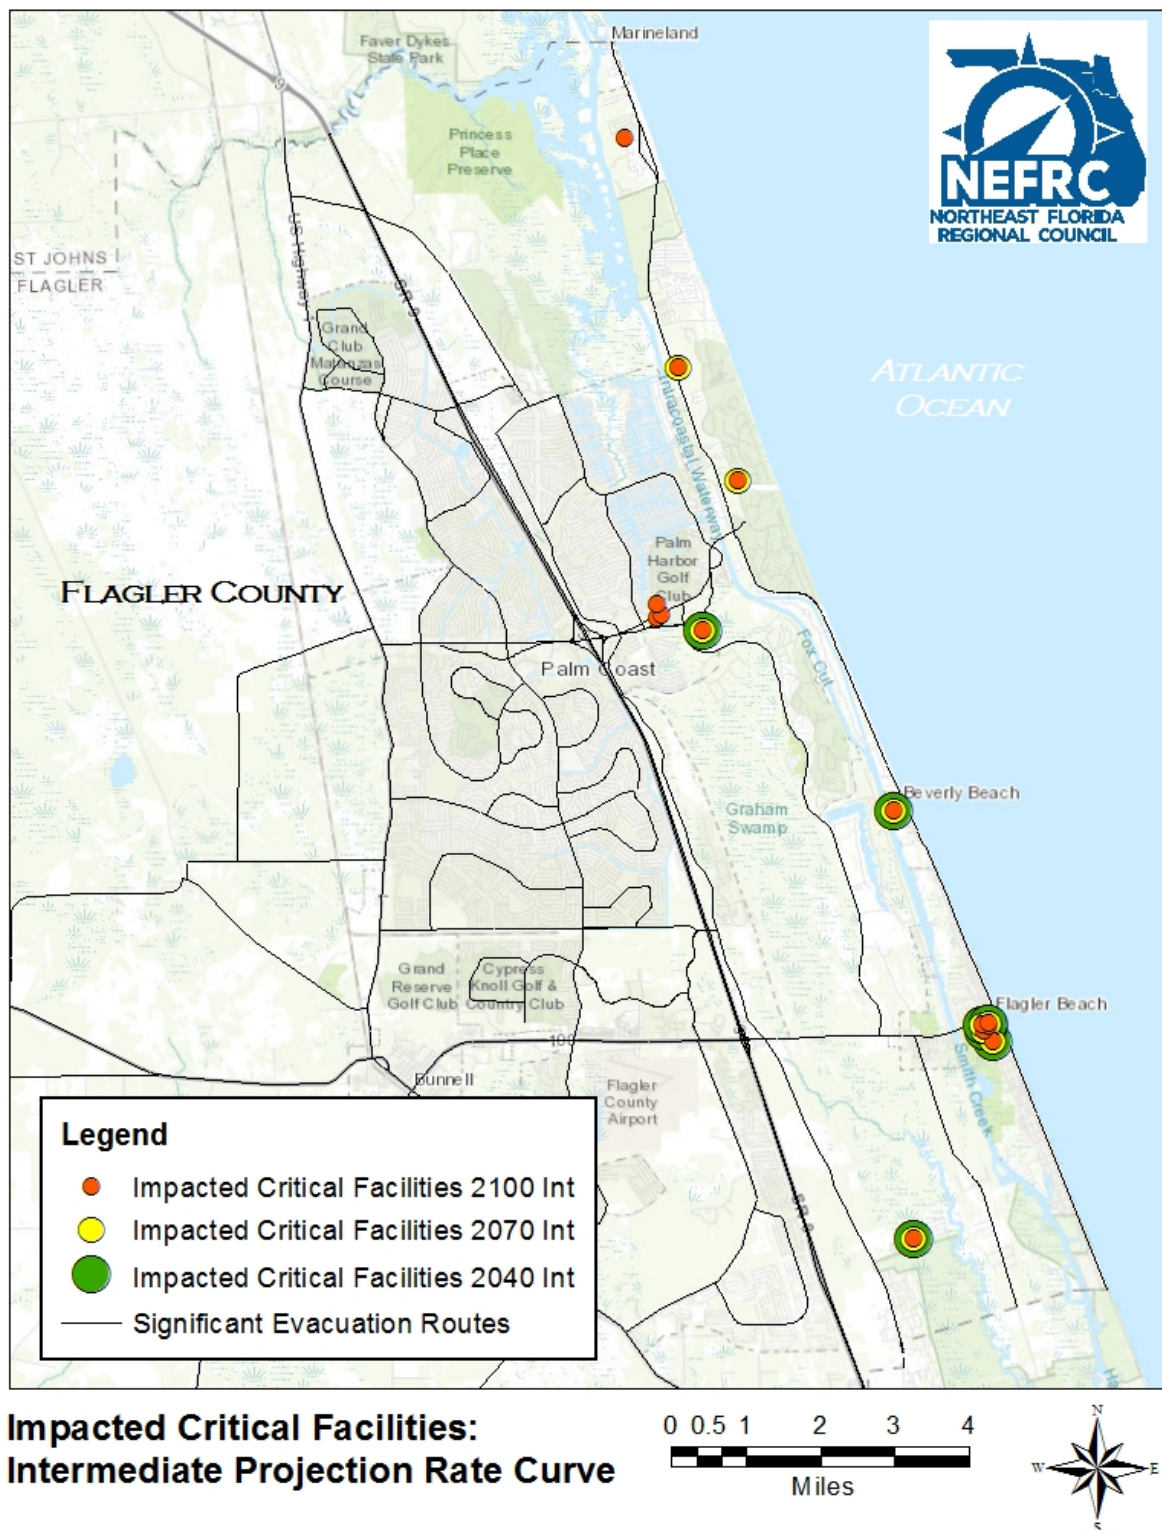 Marineland
Faver Dykes
State Park
9
Princess
Place
Preserve
NEFRC
NORTHEAST FLORIDA
REGIONAL COUNCIL
ST JOHNS
FLAGLER
US Highway 1
SR 9
Grand
Club
Matanzas
Course
ATLANTIC
OCEAN
Intracoastal Waterway
Palm
Harbor
Golf
Club
FLAGLER COUNTY
Palm Coast
Fox Cut
Beverly Beach
Graham
Swamp
Grand
Reserve
Golf Club
Cypress
Knoll Golf &
Country Club
Flagler Beach
100
Smith Creek
Bunnell
Flagler
County
Airport
SR 9
Legend
Impacted Critical Facilities 2100 Int
Impacted Critical Facilities 2070 Int
Impacted Critical Facilities 2040 Int
Significant Evacuation Routes
Impacted Critical Facilities:
Intermediate Projection Rate Curve
0 0.5 1 2 3 4
Miles
N
W
E
S